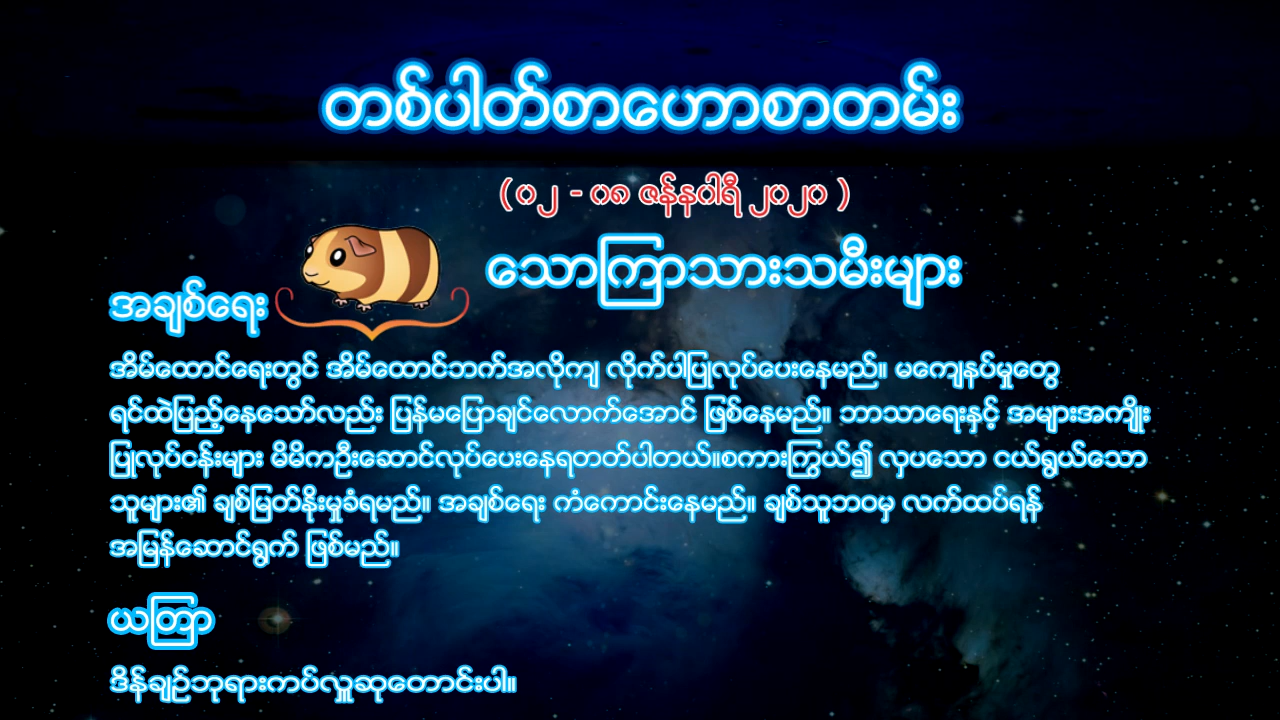 တစ်ပါတ်စာဟောစာတမ်း
( ၀၂ - ၀၈ ဇန်နဝါရီ ၂၀၂၀ )
သောကြာသားသမီးများ
အချစ်ရေး
အိမ်ထောင်ရေးတွင် အိမ်ထောင်ဘက်အလိုကျ လိုက်ပါပြုလုပ်ပေးနေမည်။ မကျေနပ်မှုတွေ
ရင်ထဲပြည့်နေသော်လည်း ပြန်မပြောချင်လောက်အောင် ဖြစ်နေမည်။ ဘာသာရေးနှင့် အများအကျိုး
ပြုလုပ်ငန်းများ မိမိကဦးဆောင်လုပ်ပေးနေရတတ်ပါတယ်။စကားကြွယ်၍ လှပသော ငယ်ရွယ်သော
သူများ၏ ချစ်မြတ်နိုးမှုခံရမည်။ အချစ်ရေး ကံကောင်းနေမည်။ ချစ်သူဘဝမှ လက်ထပ်ရန်
အမြန်ဆောင်ရွက် ဖြစ်မည်။
ယတြာ
ဒိန်ချဉ်ဘုရားကပ်လှူဆုတောင်းပါ။